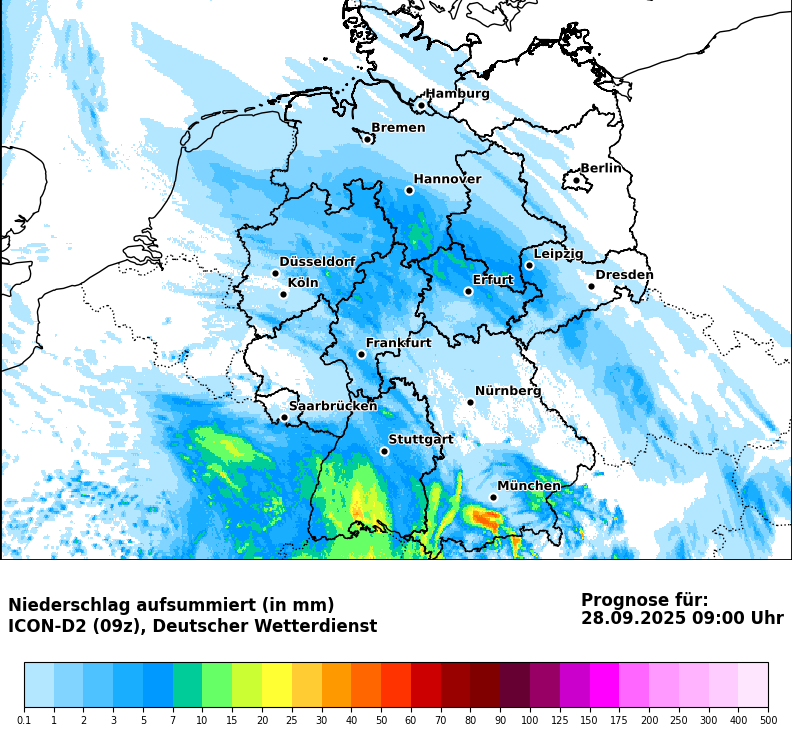 Hamburg
Bremen
Berlin
Hannover
Leipzig
Düsseldorf
Dresden
Köln
Erfurt
Frankfurt
Nürnberg
Saarbrücken
Stuttgart
München
Niederschlag aufsummiert (in mm)
ICON-D2 (09z), Deutscher Wetterdienst
Prognose für:
28.09.2025 09:00 Uhr
0.1 1 2 3 5 7 10 15 20 25 30 40 50 60 70 80 90 100 125 150 175 200 250 300 400 500